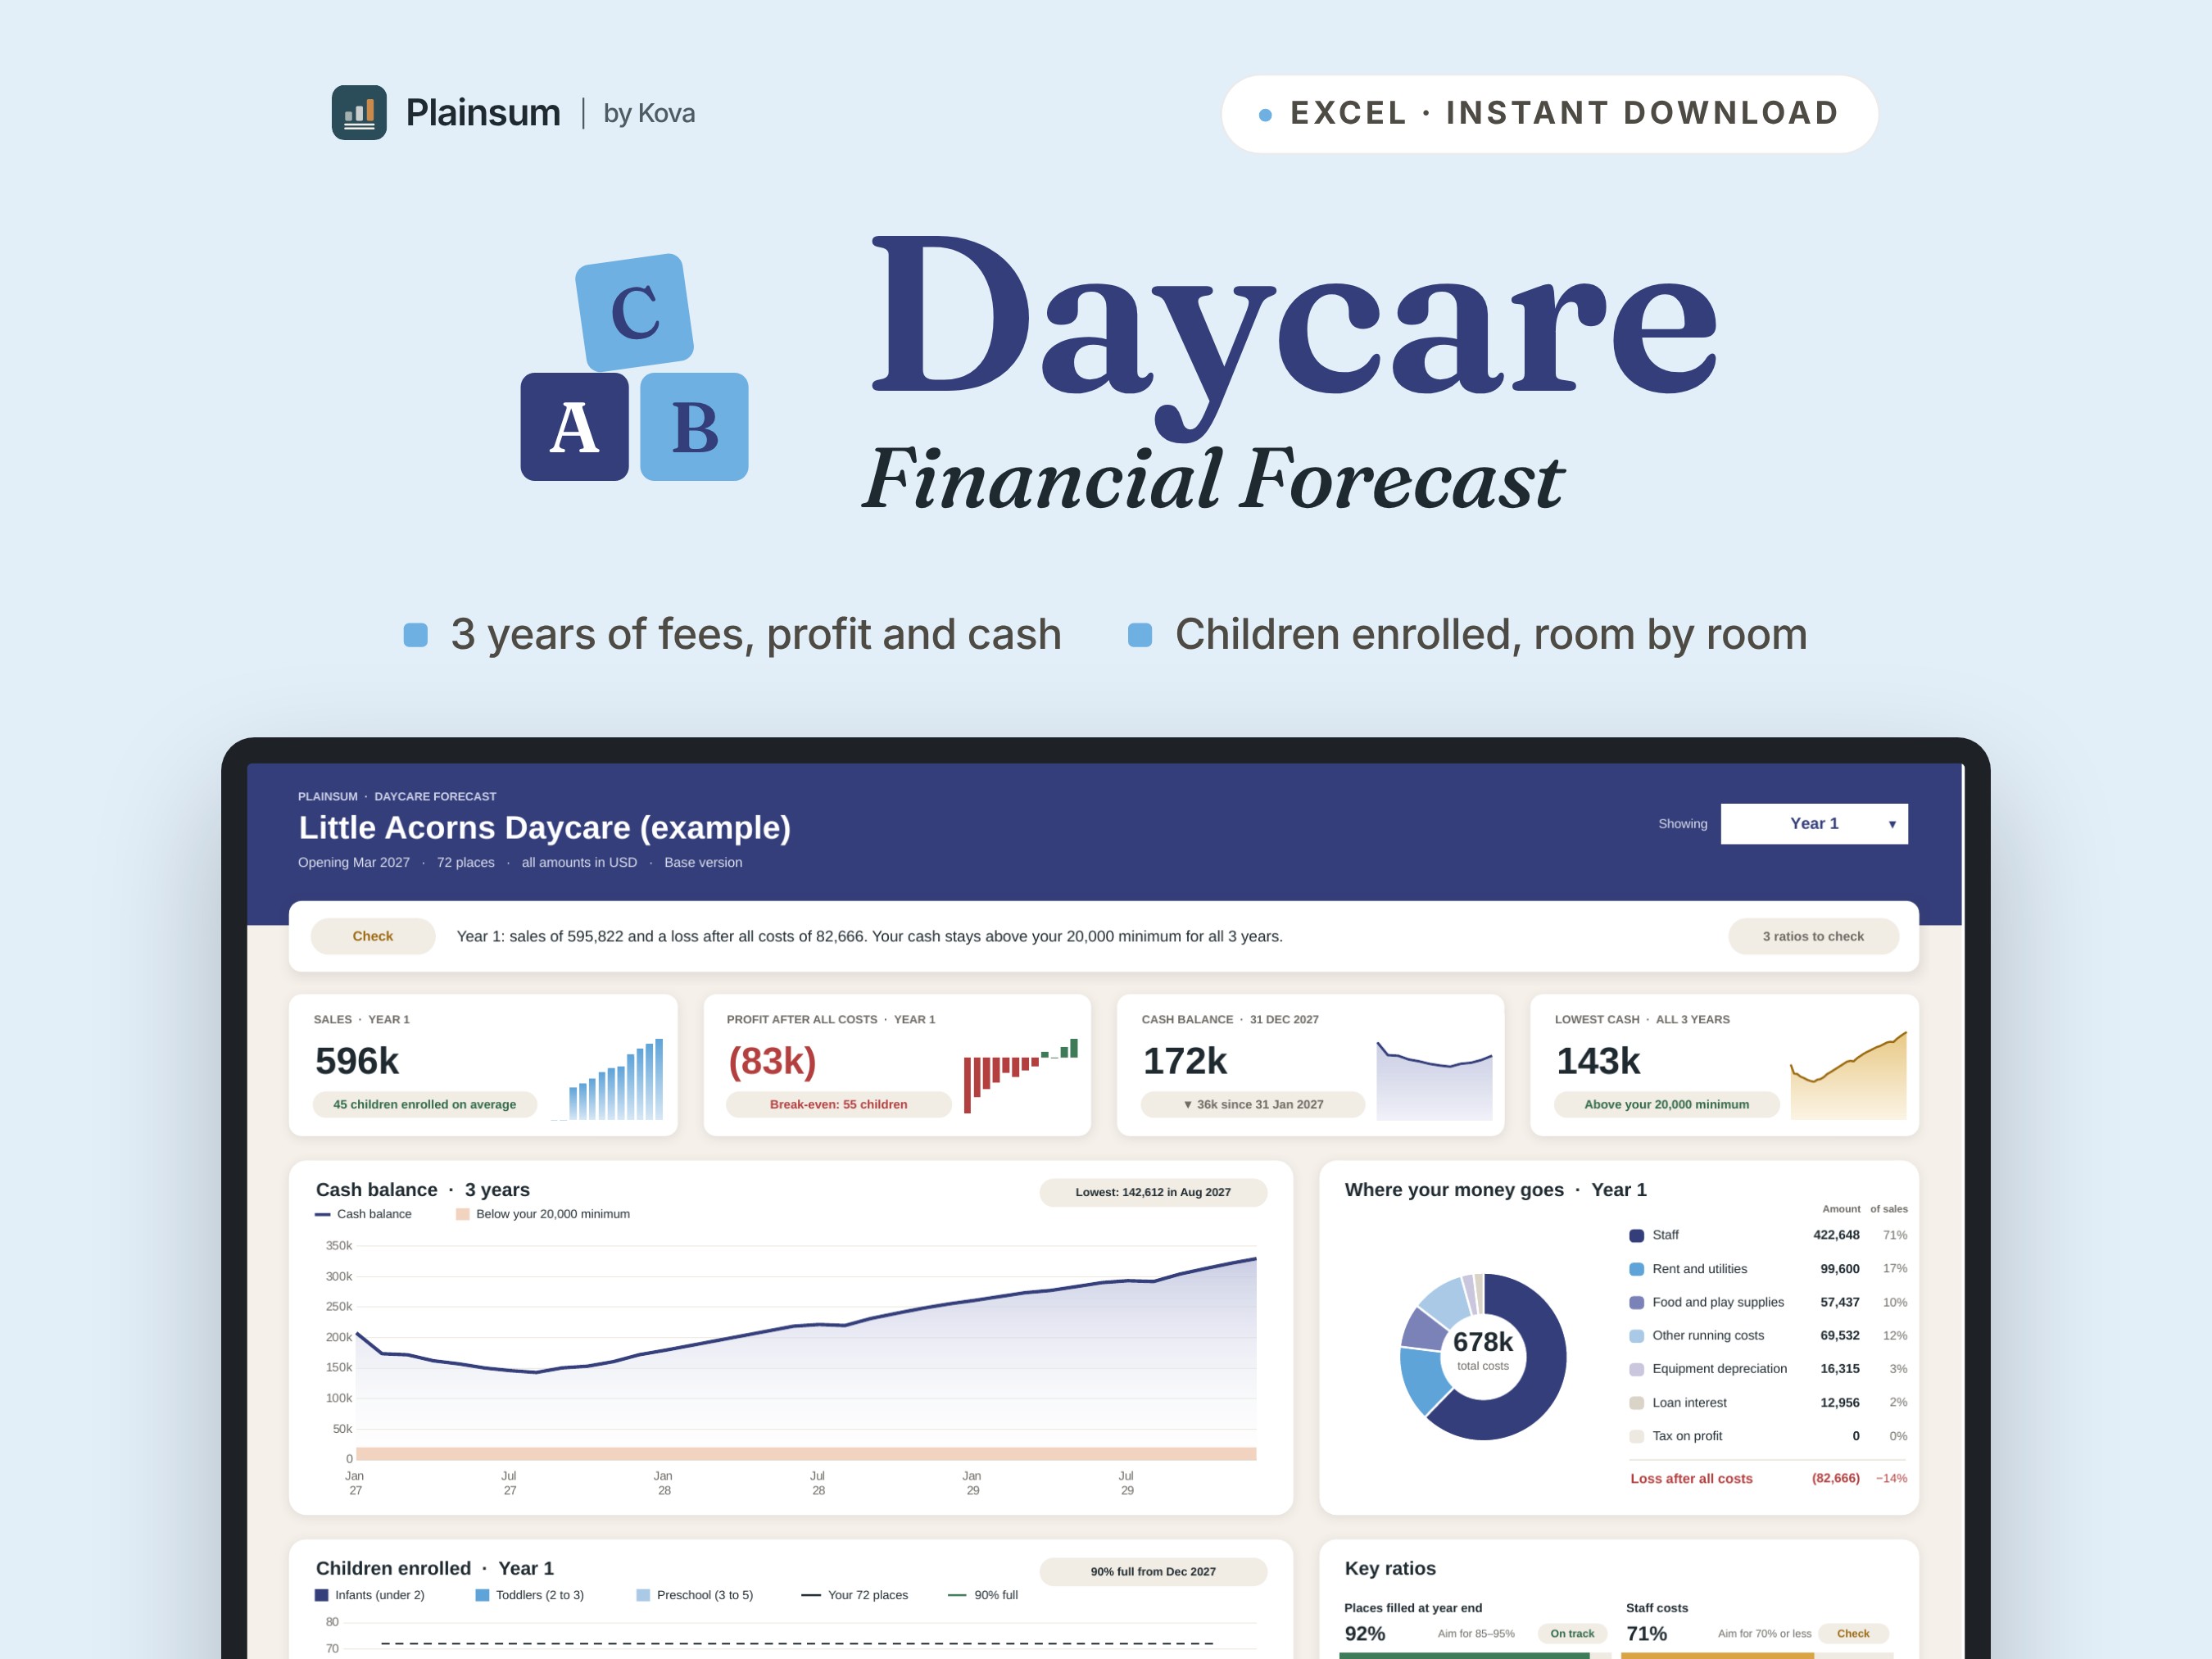 Plainsum | by Kova
EXCEL · INSTANT DOWNLOAD
C
A B
Daycare
Financial Forecast
3 years of fees, profit and cash
Children enrolled, room by room
PLAINSUM · DAYCARE FORECAST
Little Acorns Daycare (example)
Opening Mar 2027 · 72 places · all amounts in USD · Base version
Showing
Year 1 ▼
Check
Year 1: sales of 595,822 and a loss after all costs of 82,666. Your cash stays above your 20,000 minimum for all 3 years.
3 ratios to check
SALES · YEAR 1
596k
45 children enrolled on average
PROFIT AFTER ALL COSTS · YEAR 1
(83k)
Break-even: 55 children
CASH BALANCE · 31 DEC 2027
172k
▼ 36k since 31 Jan 2027
LOWEST CASH · ALL 3 YEARS
143k
Above your 20,000 minimum
Cash balance · 3 years
Lowest: 142,612 in Aug 2027
Cash balance
Below your 20,000 minimum
350k
300k
250k
200k
150k
100k
50k
0
Jan 27
Jul 27
Jan 28
Jul 28
Jan 29
Jul 29
Where your money goes · Year 1
Amount of sales
678k
total costs
Staff 422,648 71%
Rent and utilities 99,600 17%
Food and play supplies 57,437 10%
Other running costs 69,532 12%
Equipment depreciation 16,315 3%
Loan interest 12,956 2%
Tax on profit 0 0%
Loss after all costs (82,666) −14%
Children enrolled · Year 1
90% full from Dec 2027
Infants (under 2)
Toddlers (2 to 3)
Preschool (3 to 5)
Your 72 places
90% full
80
70
Key ratios
Places filled at year end
92% Aim for 85–95% On track
Staff costs
71% Aim for 70% or less Check